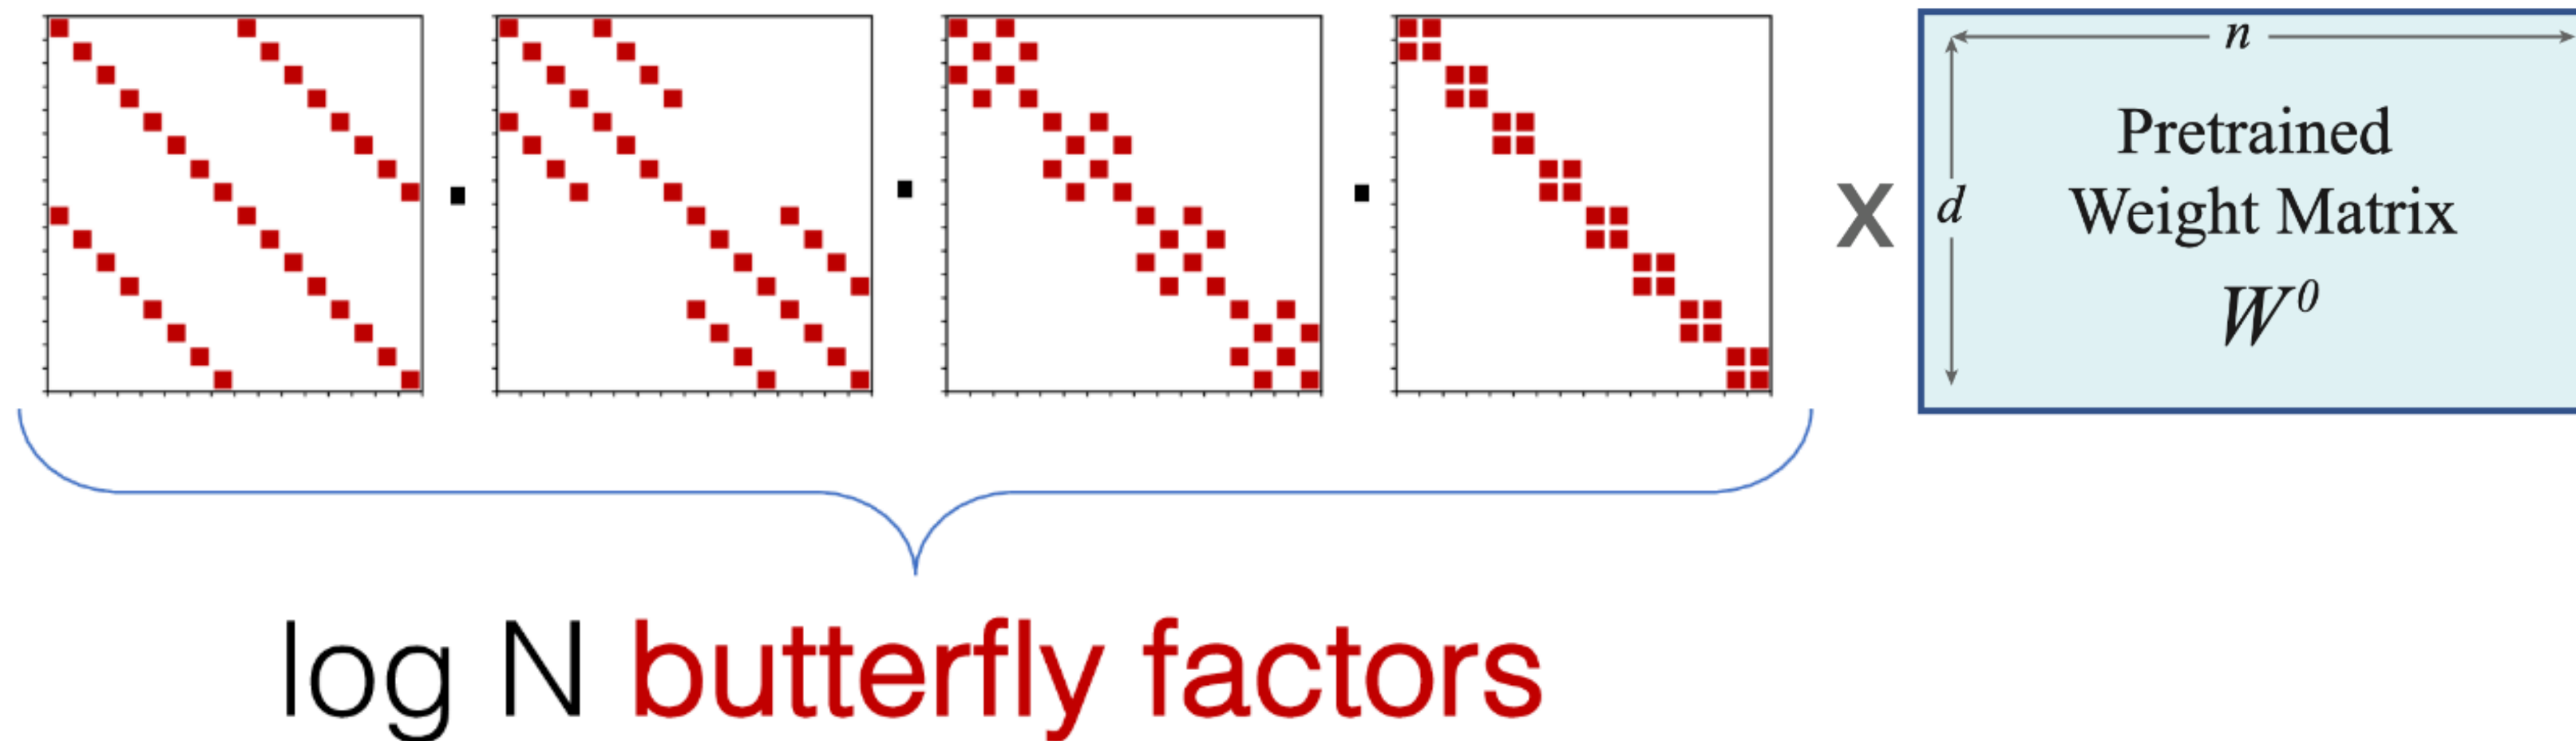 n
d
X
Pretrained
Weight Matrix
W⁰
log N butterfly factors